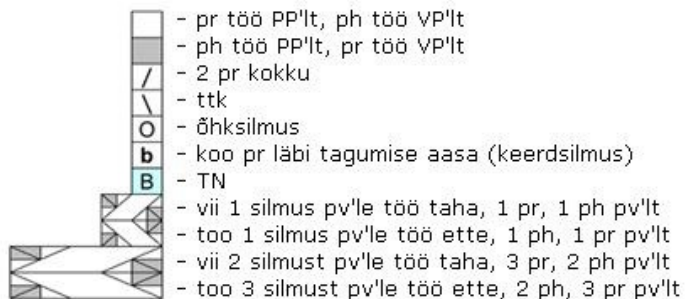 - pr töö PP'lt, ph töö VP'lt
- ph töö PP'lt, pr töö VP'lt
/ - 2 pr kokku
\ - ttk
O - õhksilmus
b - koo pr läbi tagumise aasa (keerdsilmus)
B - TN
- vii 1 silmus pv'le töö taha, 1 pr, 1 ph pv'lt
- too 1 silmus pv'le töö ette, 1 ph, 1 pr pv'lt
- vii 2 silmust pv'le töö taha, 3 pr, 2 ph pv'lt
- too 3 silmust pv'le töö ette, 2 ph, 3 pr pv'lt